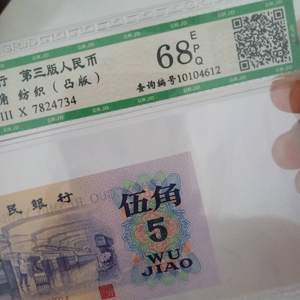 行 第三版人民币
角 纺织（凸版）
III X 7824734
68 EPQ
查询编号10104612
民银行
伍角
5
WU
JIAO